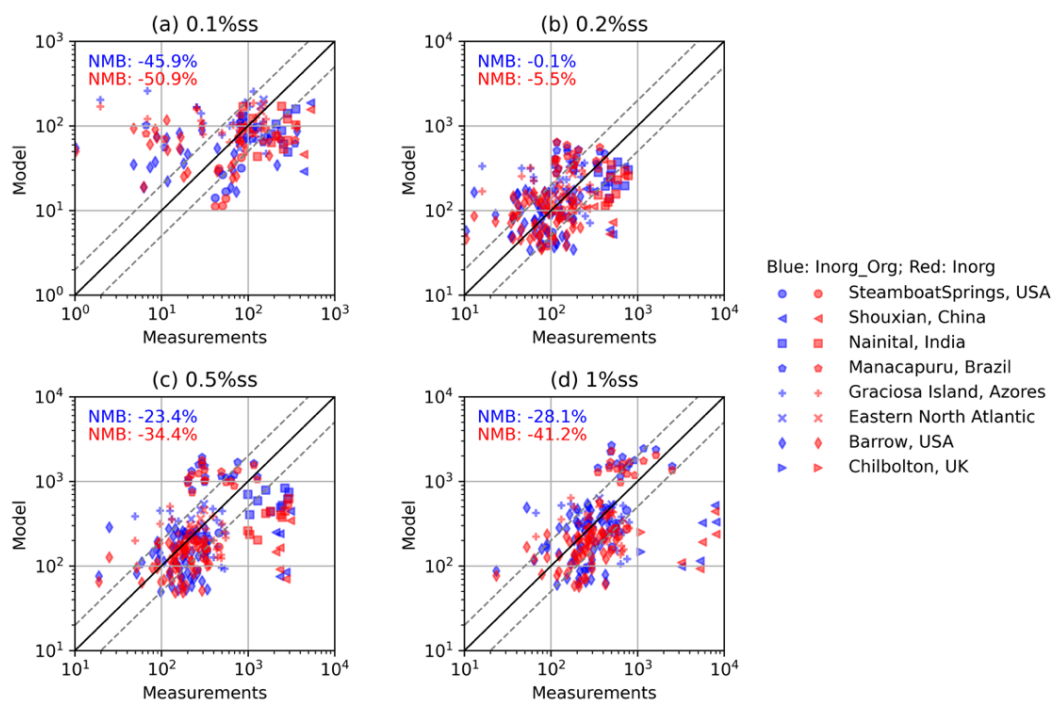 (a) 0.1%ss
10³
NMB: -45.9%
NMB: -50.9%
10²
Model
10¹
10⁰
10⁰ 10¹ 10² 10³
Measurements
(b) 0.2%ss
10⁴
NMB: -0.1%
NMB: -5.5%
10³
Model
10²
10¹
10¹ 10² 10³ 10⁴
Measurements
(c) 0.5%ss
10⁴
NMB: -23.4%
NMB: -34.4%
10³
Model
10²
10¹
10¹ 10² 10³ 10⁴
Measurements
(d) 1%ss
10⁴
NMB: -28.1%
NMB: -41.2%
10³
Model
10²
10¹
10¹ 10² 10³ 10⁴
Measurements
Blue: Inorg_Org; Red: Inorg
SteamboatSprings, USA
Shouxian, China
Nainital, India
Manacapuru, Brazil
Graciosa Island, Azores
Eastern North Atlantic
Barrow, USA
Chilbolton, UK